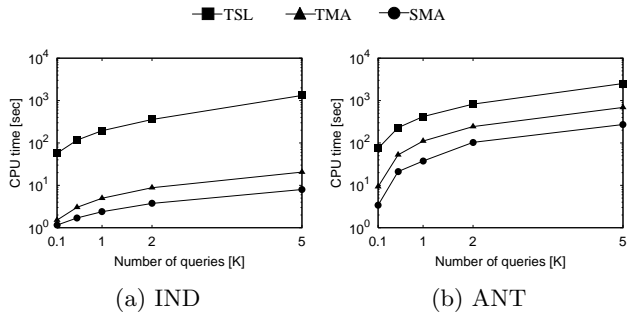 TSL TMA SMA
CPU time [sec]
10^4
10^3
10^2
10^1
10^0
0.1 1 2 5
Number of queries [K]
(a) IND
CPU time [sec]
10^4
10^3
10^2
10^1
10^0
0.1 1 2 5
Number of queries [K]
(b) ANT